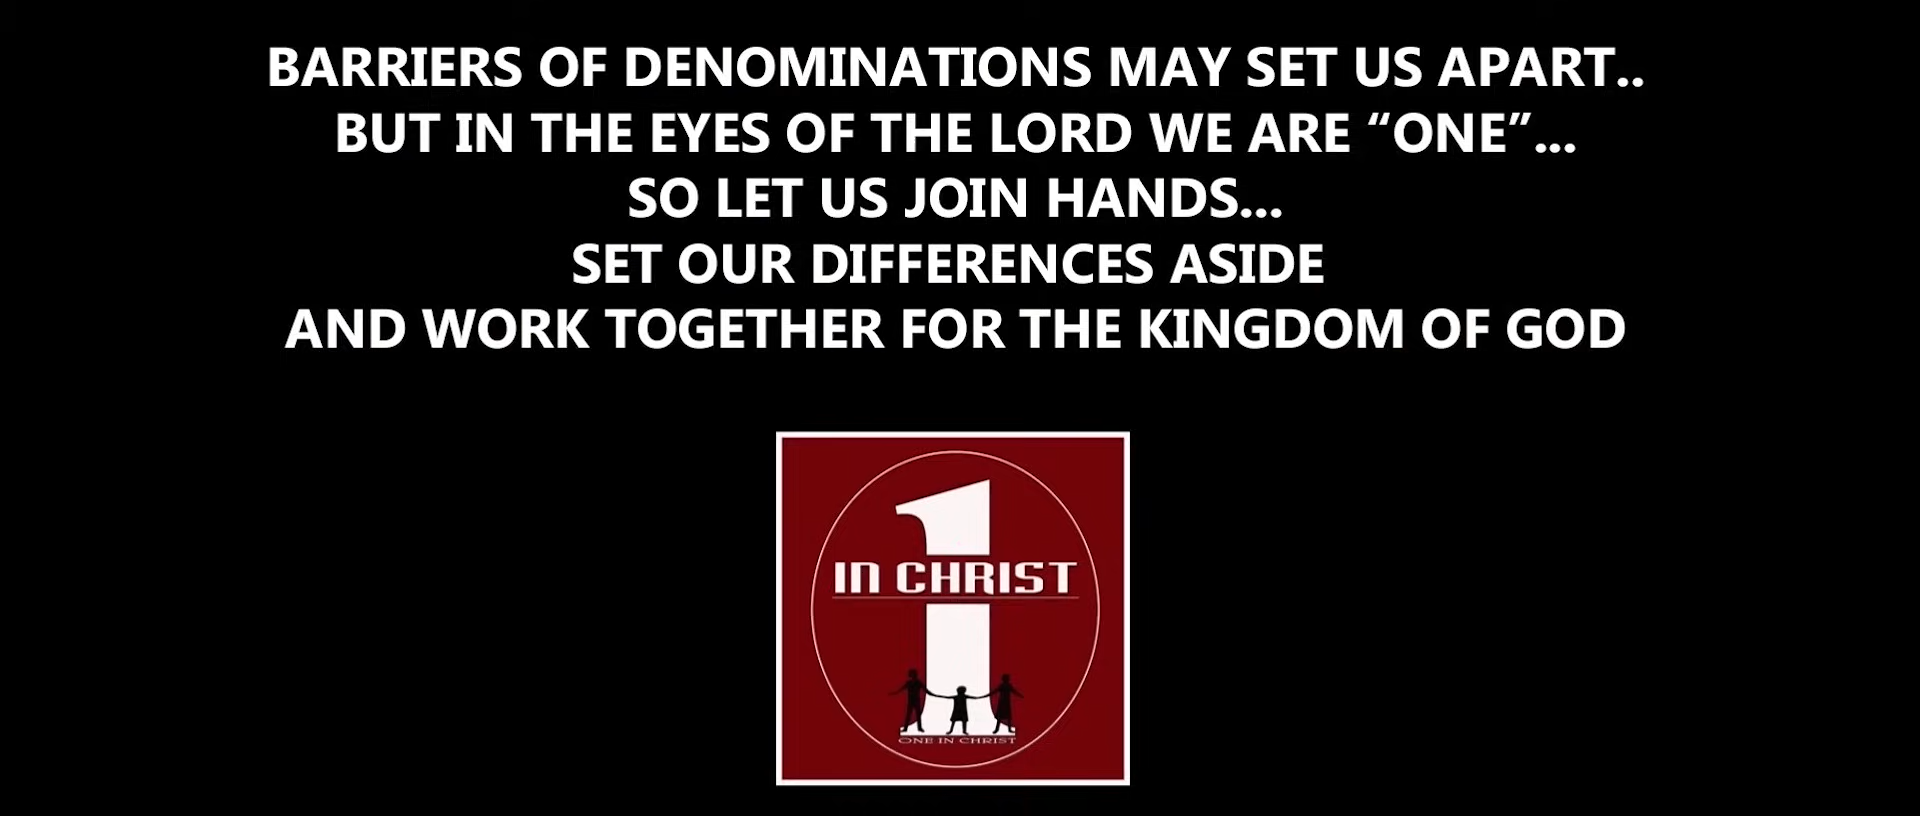 BARRIERS OF DENOMINATIONS MAY SET US APART..
BUT IN THE EYES OF THE LORD WE ARE “ONE”...
SO LET US JOIN HANDS...
SET OUR DIFFERENCES ASIDE
AND WORK TOGETHER FOR THE KINGDOM OF GOD
1
IN CHRIST
ONE IN CHRIST